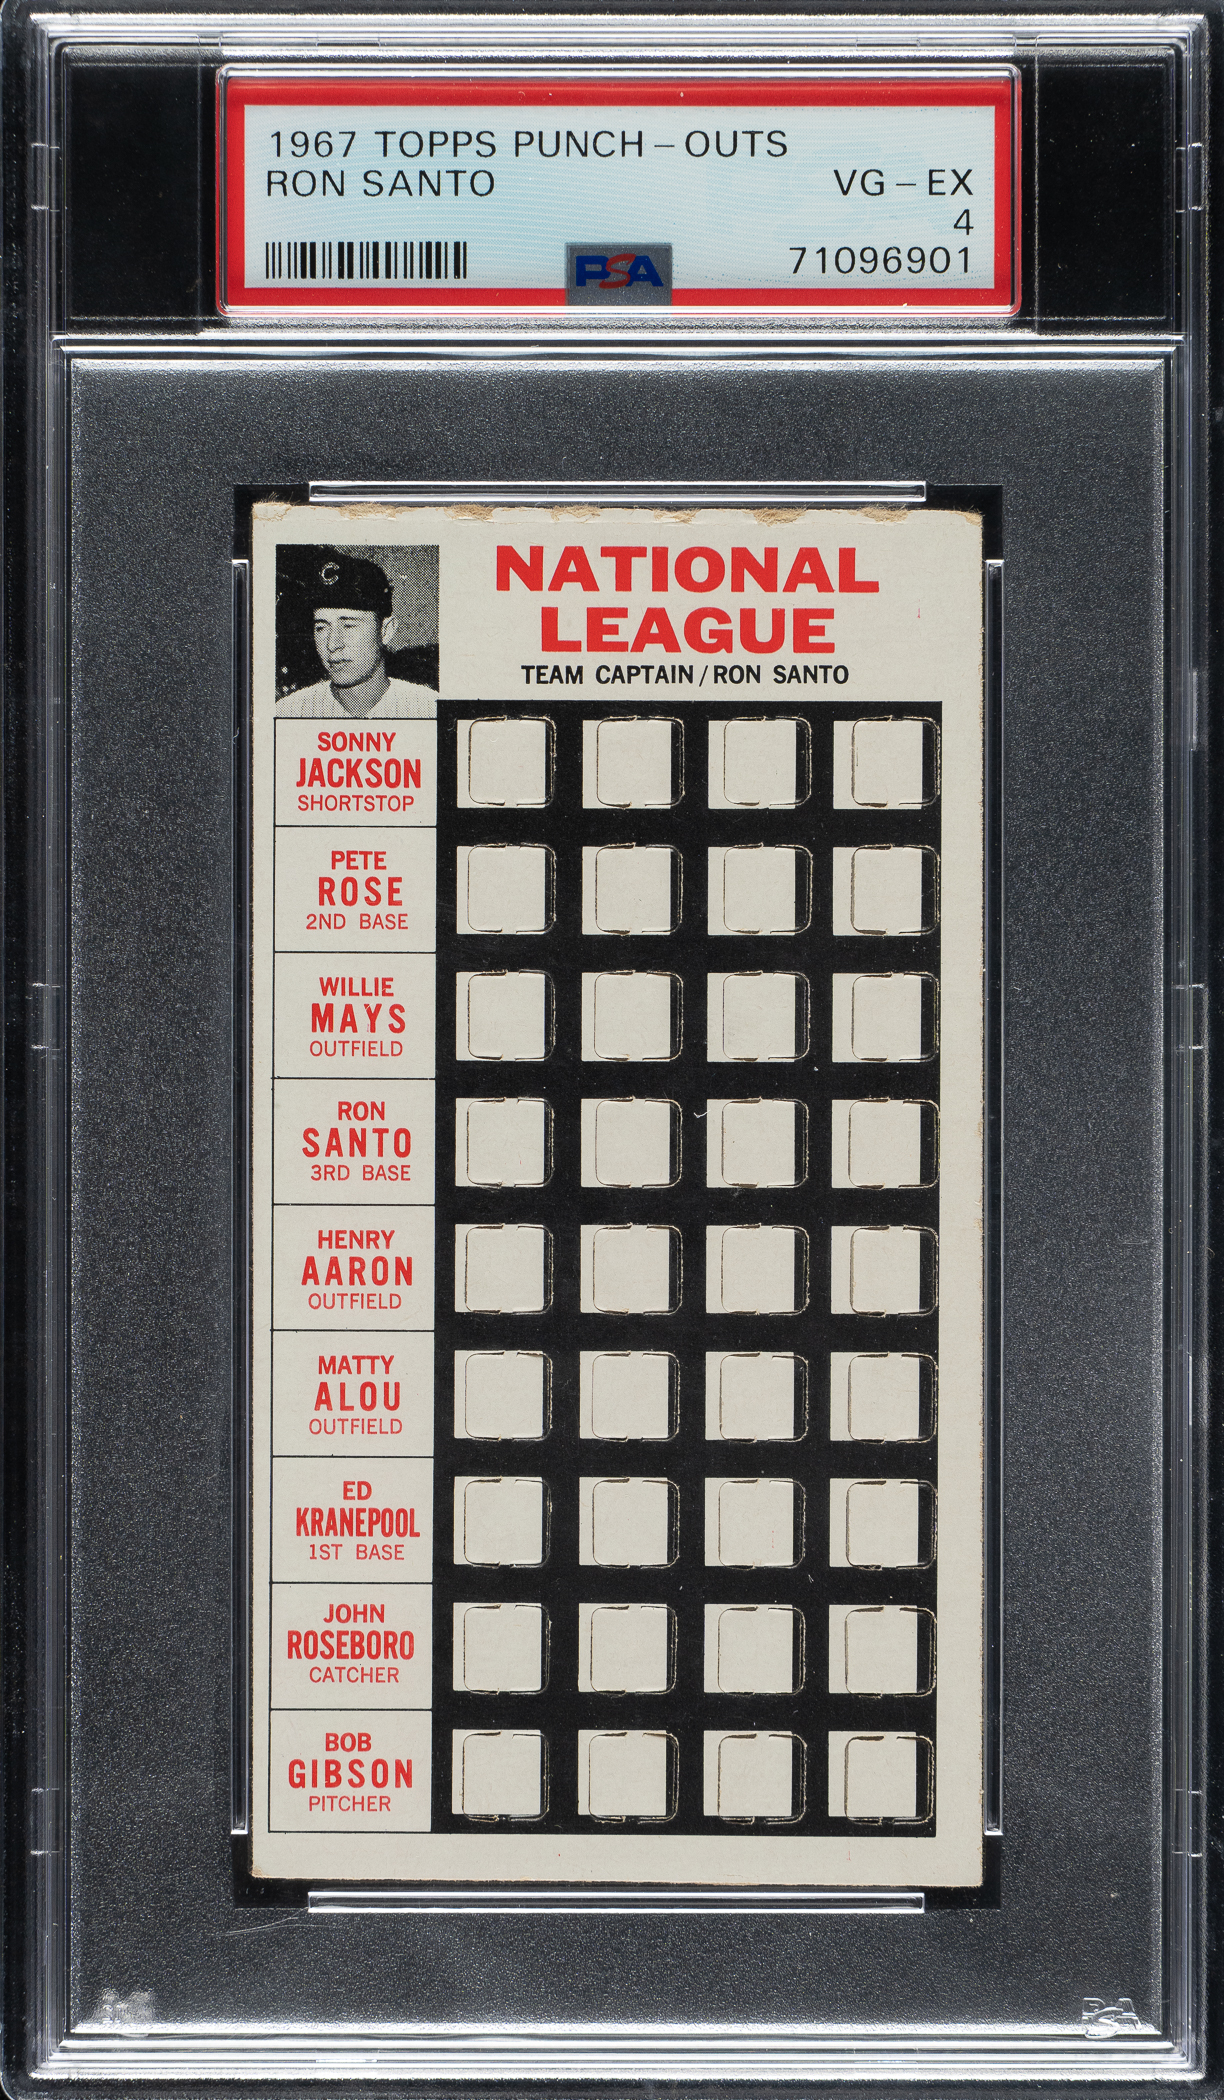 1967 TOPPS PUNCH-OUTS
RON SANTO VG-EX
4
PSA 71096901
C
NATIONAL
LEAGUE
TEAM CAPTAIN/RON SANTO
SONNY
JACKSON
SHORTSTOP
PETE
ROSE
2ND BASE
WILLIE
MAYS
OUTFIELD
RON
SANTO
3RD BASE
HENRY
AARON
OUTFIELD
MATTY
ALOU
OUTFIELD
ED
KRANEPOOL
1ST BASE
JOHN
ROSEBORO
CATCHER
BOB
GIBSON
PITCHER
PSA